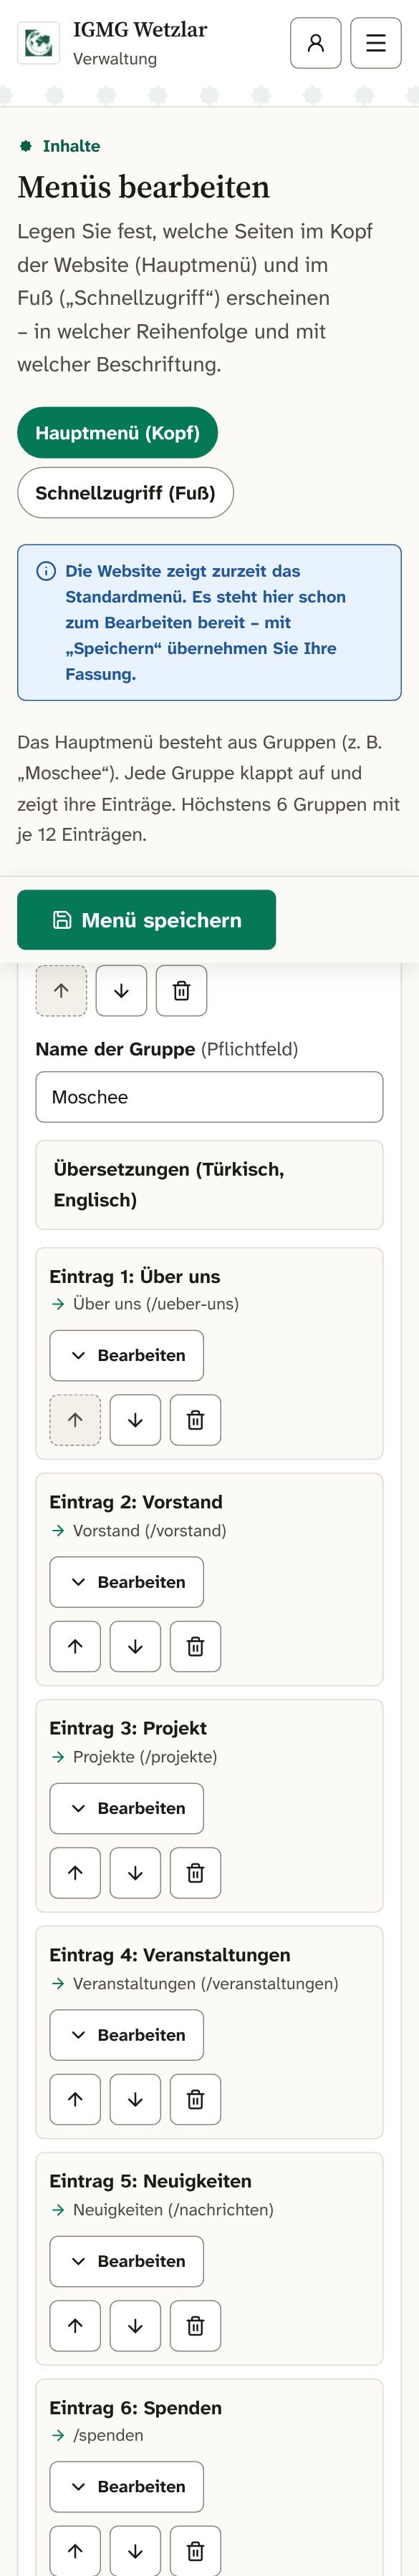 IGMG Wetzlar
Verwaltung
Inhalte
Menüs bearbeiten
Legen Sie fest, welche Seiten im Kopf
der Website (Hauptmenü) und im
Fuß („Schnellzugriff“) erscheinen
– in welcher Reihenfolge und mit
welcher Beschriftung.
Hauptmenü (Kopf)
Schnellzugriff (Fuß)
Die Website zeigt zurzeit das
Standardmenü. Es steht hier schon
zum Bearbeiten bereit – mit
„Speichern“ übernehmen Sie Ihre
Fassung.
Das Hauptmenü besteht aus Gruppen (z. B.
„Moschee“). Jede Gruppe klappt auf und
zeigt ihre Einträge. Höchstens 6 Gruppen mit
je 12 Einträgen.
Menü speichern
Name der Gruppe (Pflichtfeld)
Moschee
Übersetzungen (Türkisch,
Englisch)
Eintrag 1: Über uns
→ Über uns (/ueber-uns)
Bearbeiten
Eintrag 2: Vorstand
→ Vorstand (/vorstand)
Bearbeiten
Eintrag 3: Projekt
→ Projekte (/projekte)
Bearbeiten
Eintrag 4: Veranstaltungen
→ Veranstaltungen (/veranstaltungen)
Bearbeiten
Eintrag 5: Neuigkeiten
→ Neuigkeiten (/nachrichten)
Bearbeiten
Eintrag 6: Spenden
→ /spenden
Bearbeiten